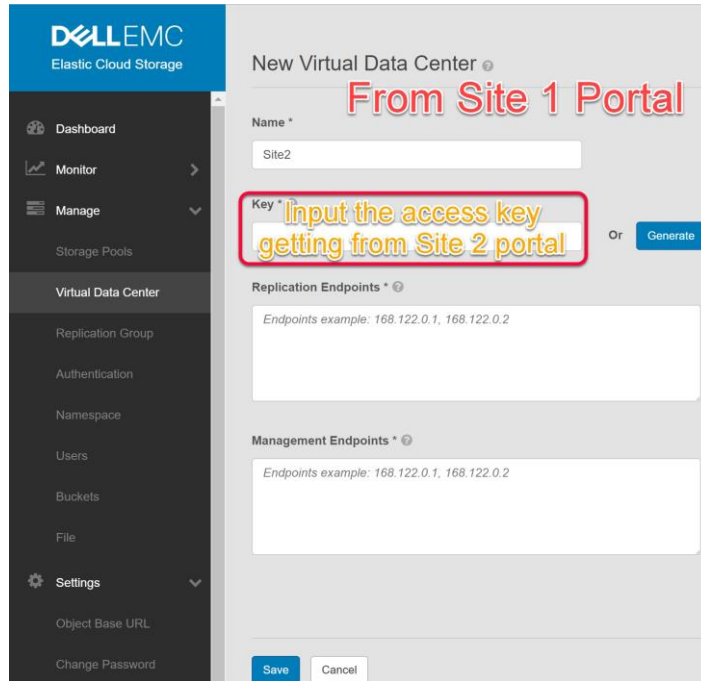 DELLEMC
Elastic Cloud Storage
Dashboard
Monitor
Manage
Storage Pools
Virtual Data Center
Replication Group
Authentication
Namespace
Users
Buckets
File
Settings
Object Base URL
Change Password
New Virtual Data Center
From Site 1 Portal
Name *
Site2
Key *
Input the access key
getting from Site 2 portal
Or Generate
Replication Endpoints *
Endpoints example: 168.122.0.1, 168.122.0.2
Management Endpoints *
Endpoints example: 168.122.0.1, 168.122.0.2
Save Cancel